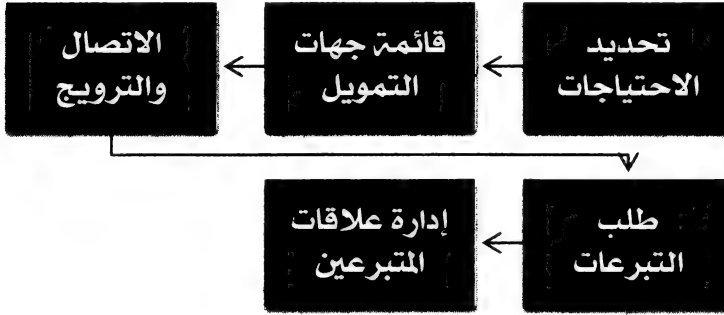 تحديد
الاحتياجات
قائمة جهات
التمويل
الاتصال
والترويج
طلب
التبرعات
إدارة علاقات
المتبرعين